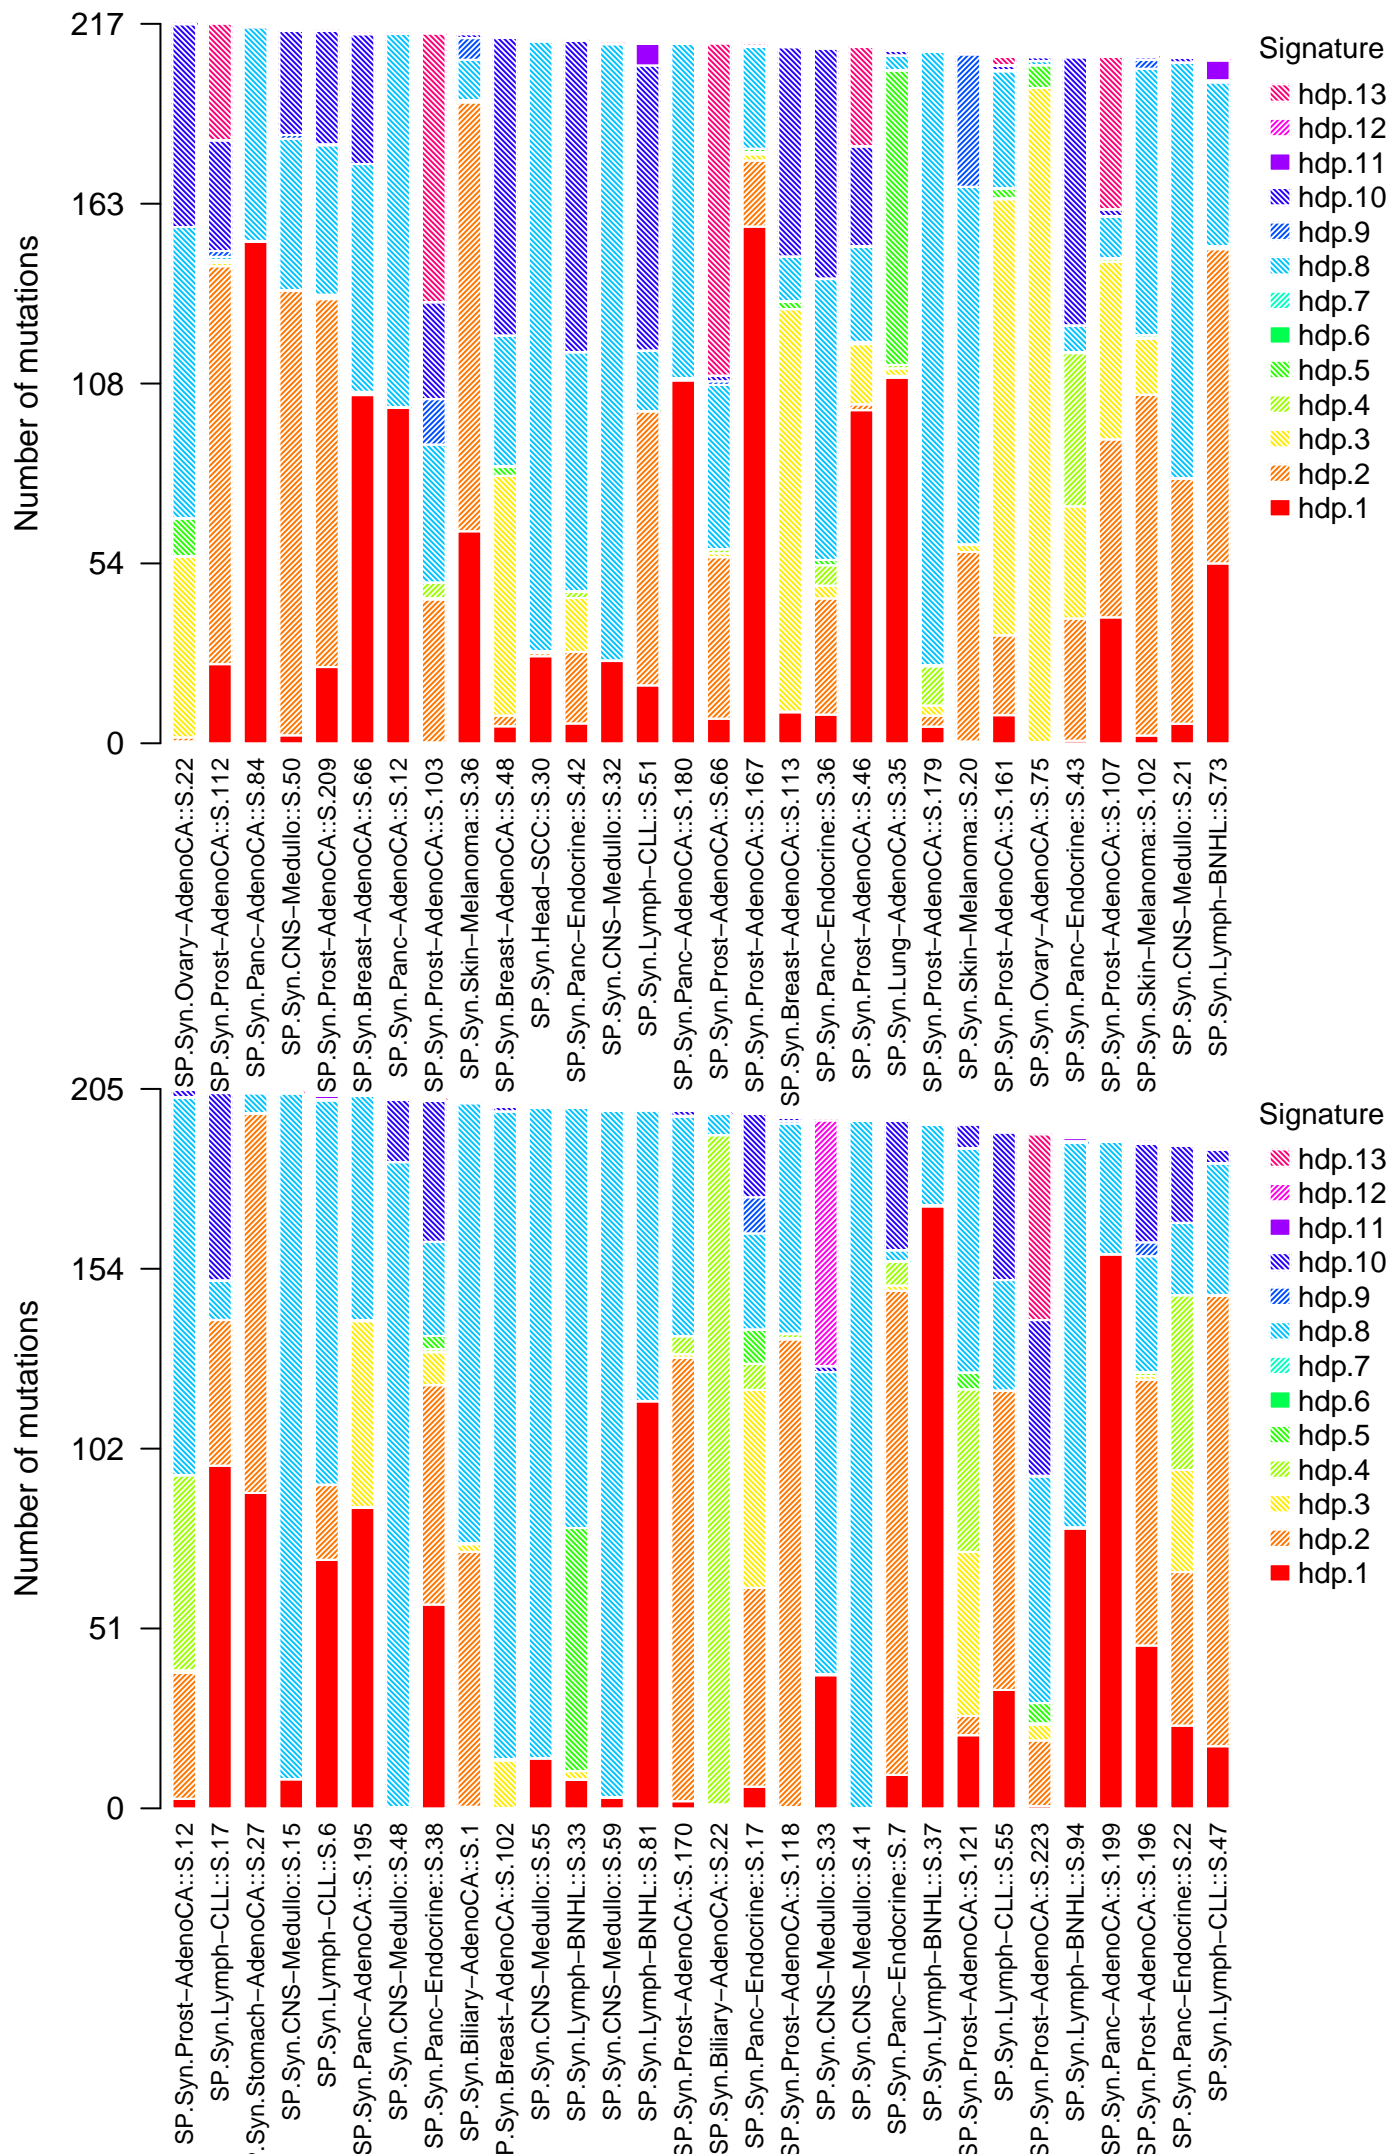 217
163
108
54
0
Number of mutations
Signature
hdp.13
hdp.12
hdp.11
hdp.10
hdp.9
hdp.8
hdp.7
hdp.6
hdp.5
hdp.4
hdp.3
hdp.2
hdp.1
SP.Syn.Ovary−AdenoCA::S.22
SP.Syn.Prost−AdenoCA::S.112
SP.Syn.Panc−AdenoCA::S.84
SP.Syn.CNS−Medullo::S.50
SP.Syn.Prost−AdenoCA::S.209
SP.Syn.Breast−AdenoCA::S.66
SP.Syn.Panc−AdenoCA::S.12
SP.Syn.Prost−AdenoCA::S.103
SP.Syn.Skin−Melanoma::S.36
SP.Syn.Breast−AdenoCA::S.48
SP.Syn.Head−SCC::S.30
SP.Syn.Panc−Endocrine::S.42
SP.Syn.CNS−Medullo::S.32
SP.Syn.Lymph−CLL::S.51
SP.Syn.Panc−AdenoCA::S.180
SP.Syn.Prost−AdenoCA::S.66
SP.Syn.Prost−AdenoCA::S.167
SP.Syn.Breast−AdenoCA::S.113
SP.Syn.Panc−Endocrine::S.36
SP.Syn.Prost−AdenoCA::S.46
SP.Syn.Lung−AdenoCA::S.35
SP.Syn.Prost−AdenoCA::S.179
SP.Syn.Skin−Melanoma::S.20
SP.Syn.Prost−AdenoCA::S.161
SP.Syn.Ovary−AdenoCA::S.75
SP.Syn.Panc−Endocrine::S.43
SP.Syn.Prost−AdenoCA::S.107
SP.Syn.Skin−Melanoma::S.102
SP.Syn.CNS−Medullo::S.21
SP.Syn.Lymph−BNHL::S.73
205
154
102
51
0
Number of mutations
Signature
hdp.13
hdp.12
hdp.11
hdp.10
hdp.9
hdp.8
hdp.7
hdp.6
hdp.5
hdp.4
hdp.3
hdp.2
hdp.1
SP.Syn.Prost−AdenoCA::S.12
SP.Syn.Lymph−CLL::S.17
P.Syn.Stomach−AdenoCA::S.27
SP.Syn.CNS−Medullo::S.15
SP.Syn.Lymph−CLL::S.6
SP.Syn.Panc−AdenoCA::S.195
SP.Syn.CNS−Medullo::S.48
SP.Syn.Panc−Endocrine::S.38
SP.Syn.Biliary−AdenoCA::S.1
SP.Syn.Breast−AdenoCA::S.102
SP.Syn.CNS−Medullo::S.55
SP.Syn.Lymph−BNHL::S.33
SP.Syn.CNS−Medullo::S.59
SP.Syn.Lymph−BNHL::S.81
SP.Syn.Prost−AdenoCA::S.170
SP.Syn.Biliary−AdenoCA::S.22
SP.Syn.Panc−Endocrine::S.17
SP.Syn.Prost−AdenoCA::S.118
SP.Syn.CNS−Medullo::S.33
SP.Syn.CNS−Medullo::S.41
SP.Syn.Panc−Endocrine::S.7
SP.Syn.Lymph−BNHL::S.37
SP.Syn.Prost−AdenoCA::S.121
SP.Syn.Lymph−CLL::S.55
SP.Syn.Prost−AdenoCA::S.223
SP.Syn.Lymph−BNHL::S.94
SP.Syn.Panc−AdenoCA::S.199
SP.Syn.Prost−AdenoCA::S.196
SP.Syn.Panc−Endocrine::S.22
SP.Syn.Lymph−CLL::S.47